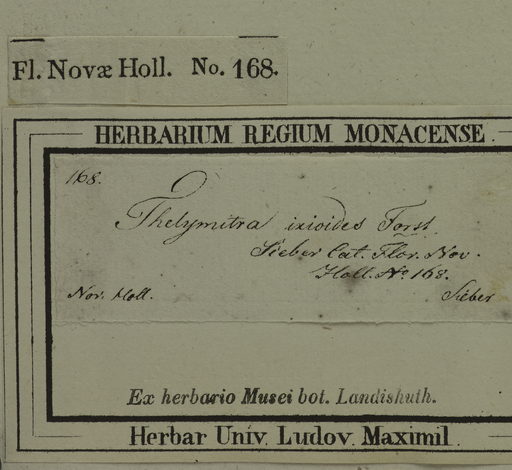 Fl. Novæ Holl. No. 168.
HERBARIUM REGIUM MONACENSE
168.
Thelymitra ixioides Forst.
Sieber Cat. Flor. Nov.
Holl. No. 168.
Nov. Holl. Sieber
Ex herbario Musei bot. Landishuth.
Herbar Univ. Ludov. Maximil.